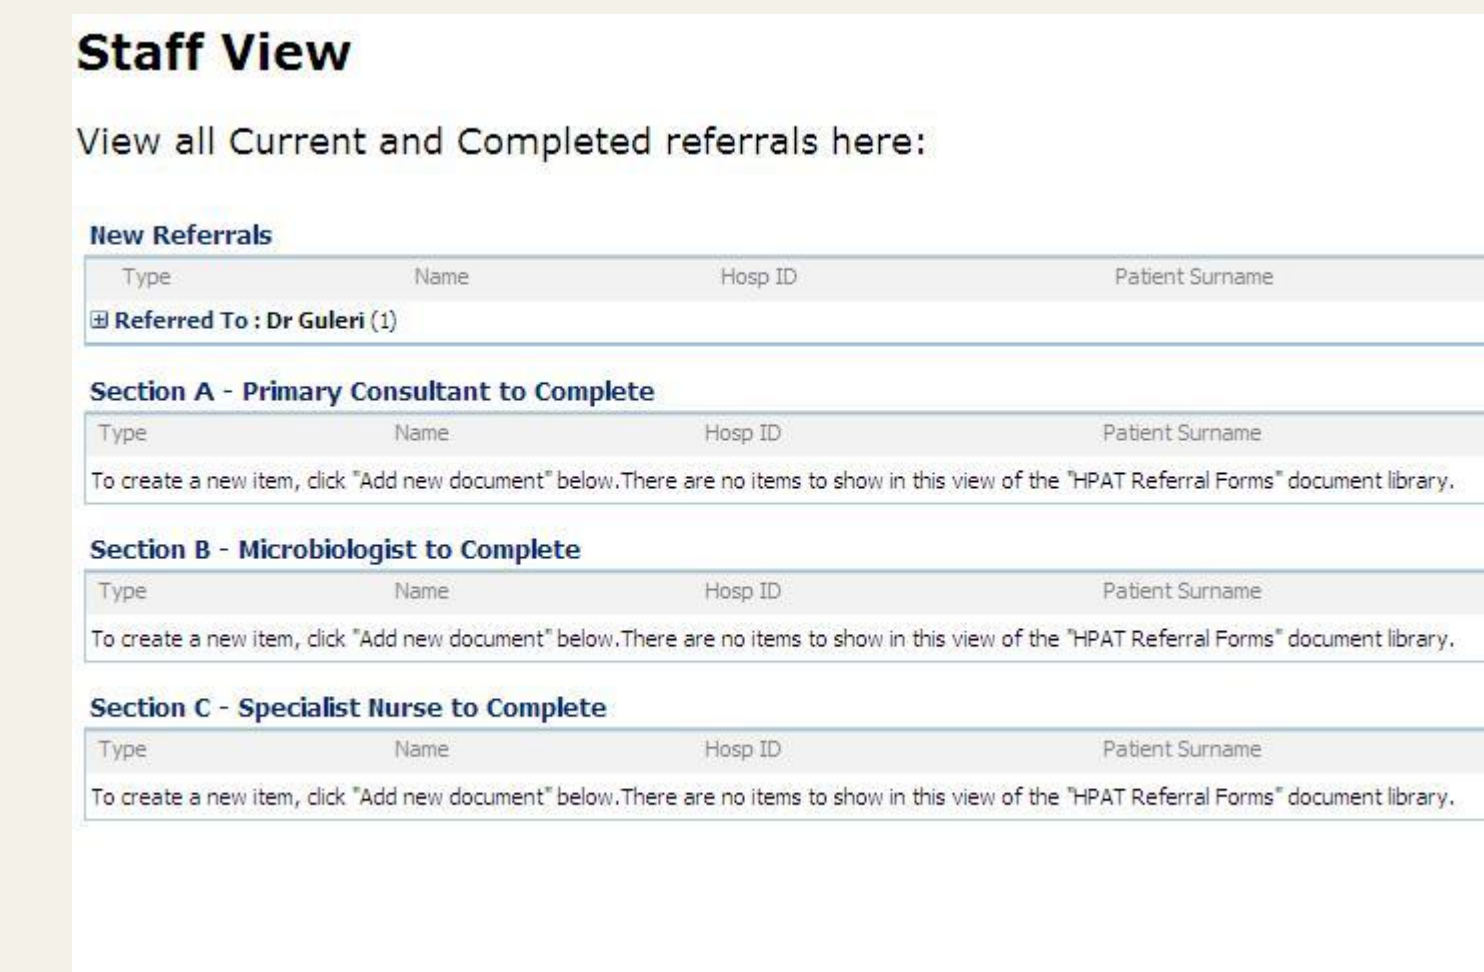 Staff View
View all Current and Completed referrals here:
New Referrals
Type Name Hosp ID Patient Surname
Referred To : Dr Guleri (1)
Section A - Primary Consultant to Complete
Type Name Hosp ID Patient Surname
To create a new item, click "Add new document" below.There are no items to show in this view of the "HPAT Referral Forms" document library.
Section B - Microbiologist to Complete
Type Name Hosp ID Patient Surname
To create a new item, click "Add new document" below.There are no items to show in this view of the "HPAT Referral Forms" document library.
Section C - Specialist Nurse to Complete
Type Name Hosp ID Patient Surname
To create a new item, click "Add new document" below.There are no items to show in this view of the "HPAT Referral Forms" document library.